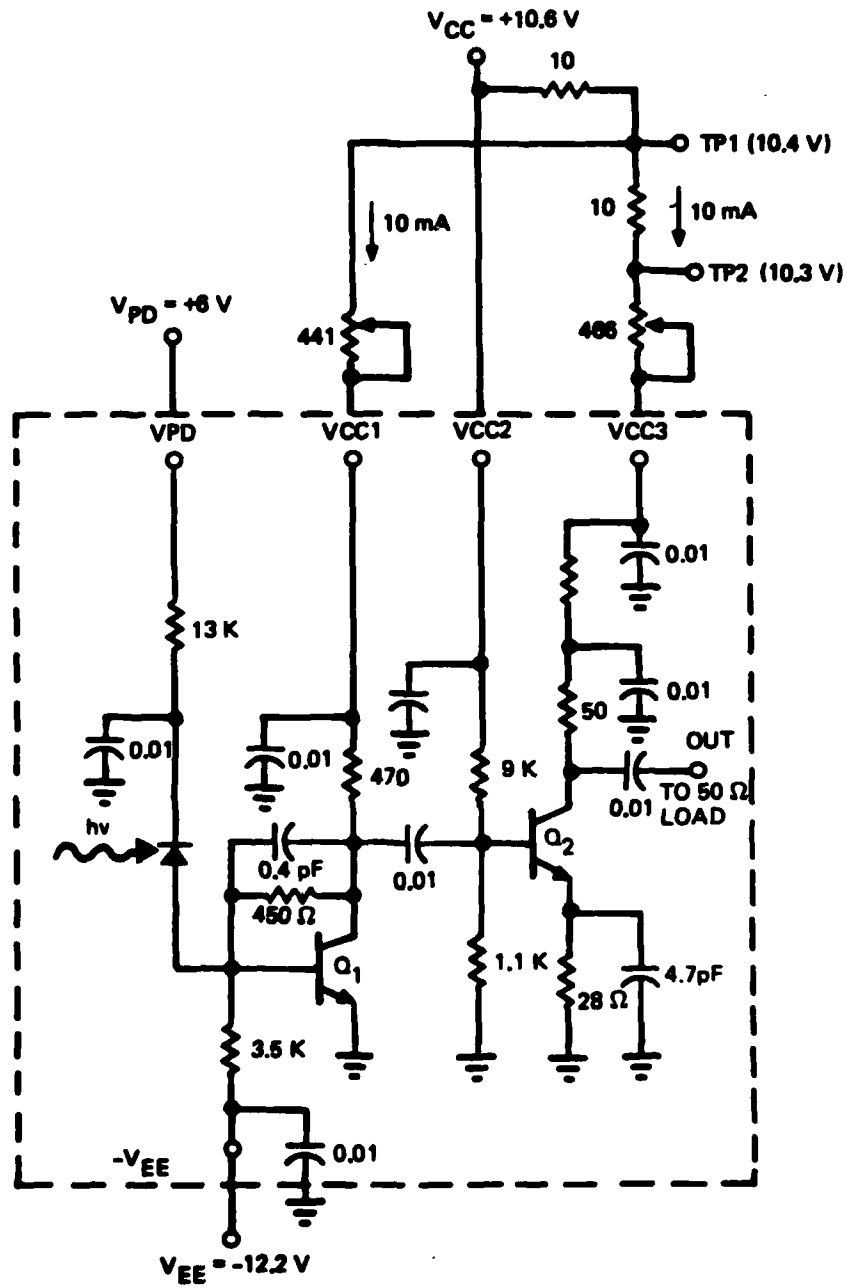 V_CC = +10.6 V
10
TP1 (10.4 V)
10 mA
10
10 mA
TP2 (10.3 V)
V_PD = +6 V
441
466
VPD
VCC1
VCC2
VCC3
0.01
13 K
0.01
50
0.01
0.01
470
9 K
OUT
0.01
TO 50 Ω
LOAD
hν
0.4 pF
0.01
Q2
450 Ω
Q1
1.1 K
28 Ω
4.7pF
3.5 K
-V_EE
0.01
V_EE = -12.2 V